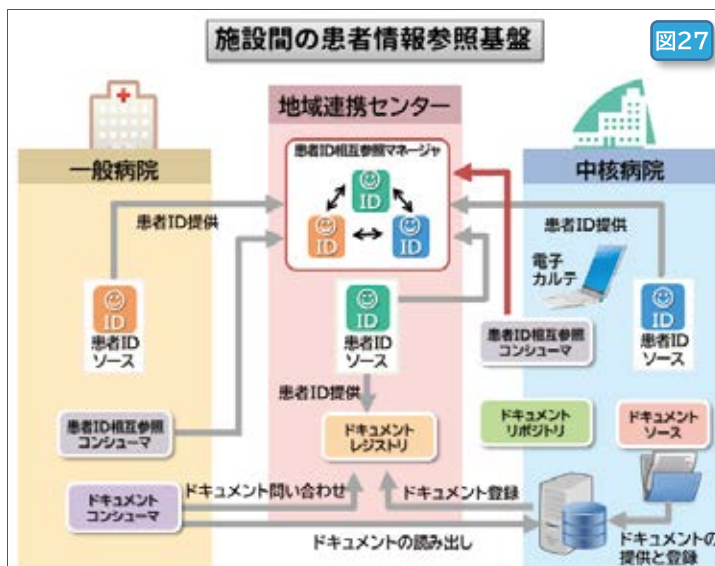 施設間の患者情報参照基盤
図27
地域連携センター
一般病院
中核病院
患者ID相互参照マネージャ
ID
ID
ID
患者ID提供
患者ID提供
電子
カルテ
ID
患者ID
ソース
ID
患者ID
ソース
患者ID相互参照
コンシューマ
ID
患者ID
ソース
患者ID提供
患者ID相互参照
コンシューマ
ドキュメント
レジストリ
ドキュメント
リポジトリ
ドキュメント
ソース
ドキュメント
コンシューマ
ドキュメント問い合わせ
ドキュメント登録
ドキュメントの読み出し
ドキュメントの
提供と登録